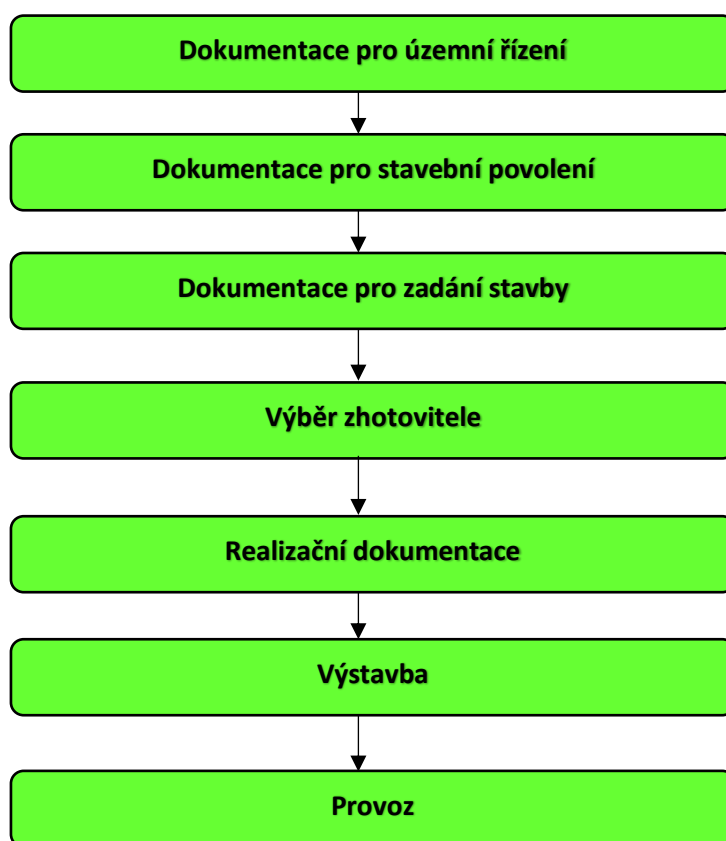 Dokumentace pro územní řízení
Dokumentace pro stavební povolení
Dokumentace pro zadání stavby
Výběr zhotovitele
Realizační dokumentace
Výstavba
Provoz